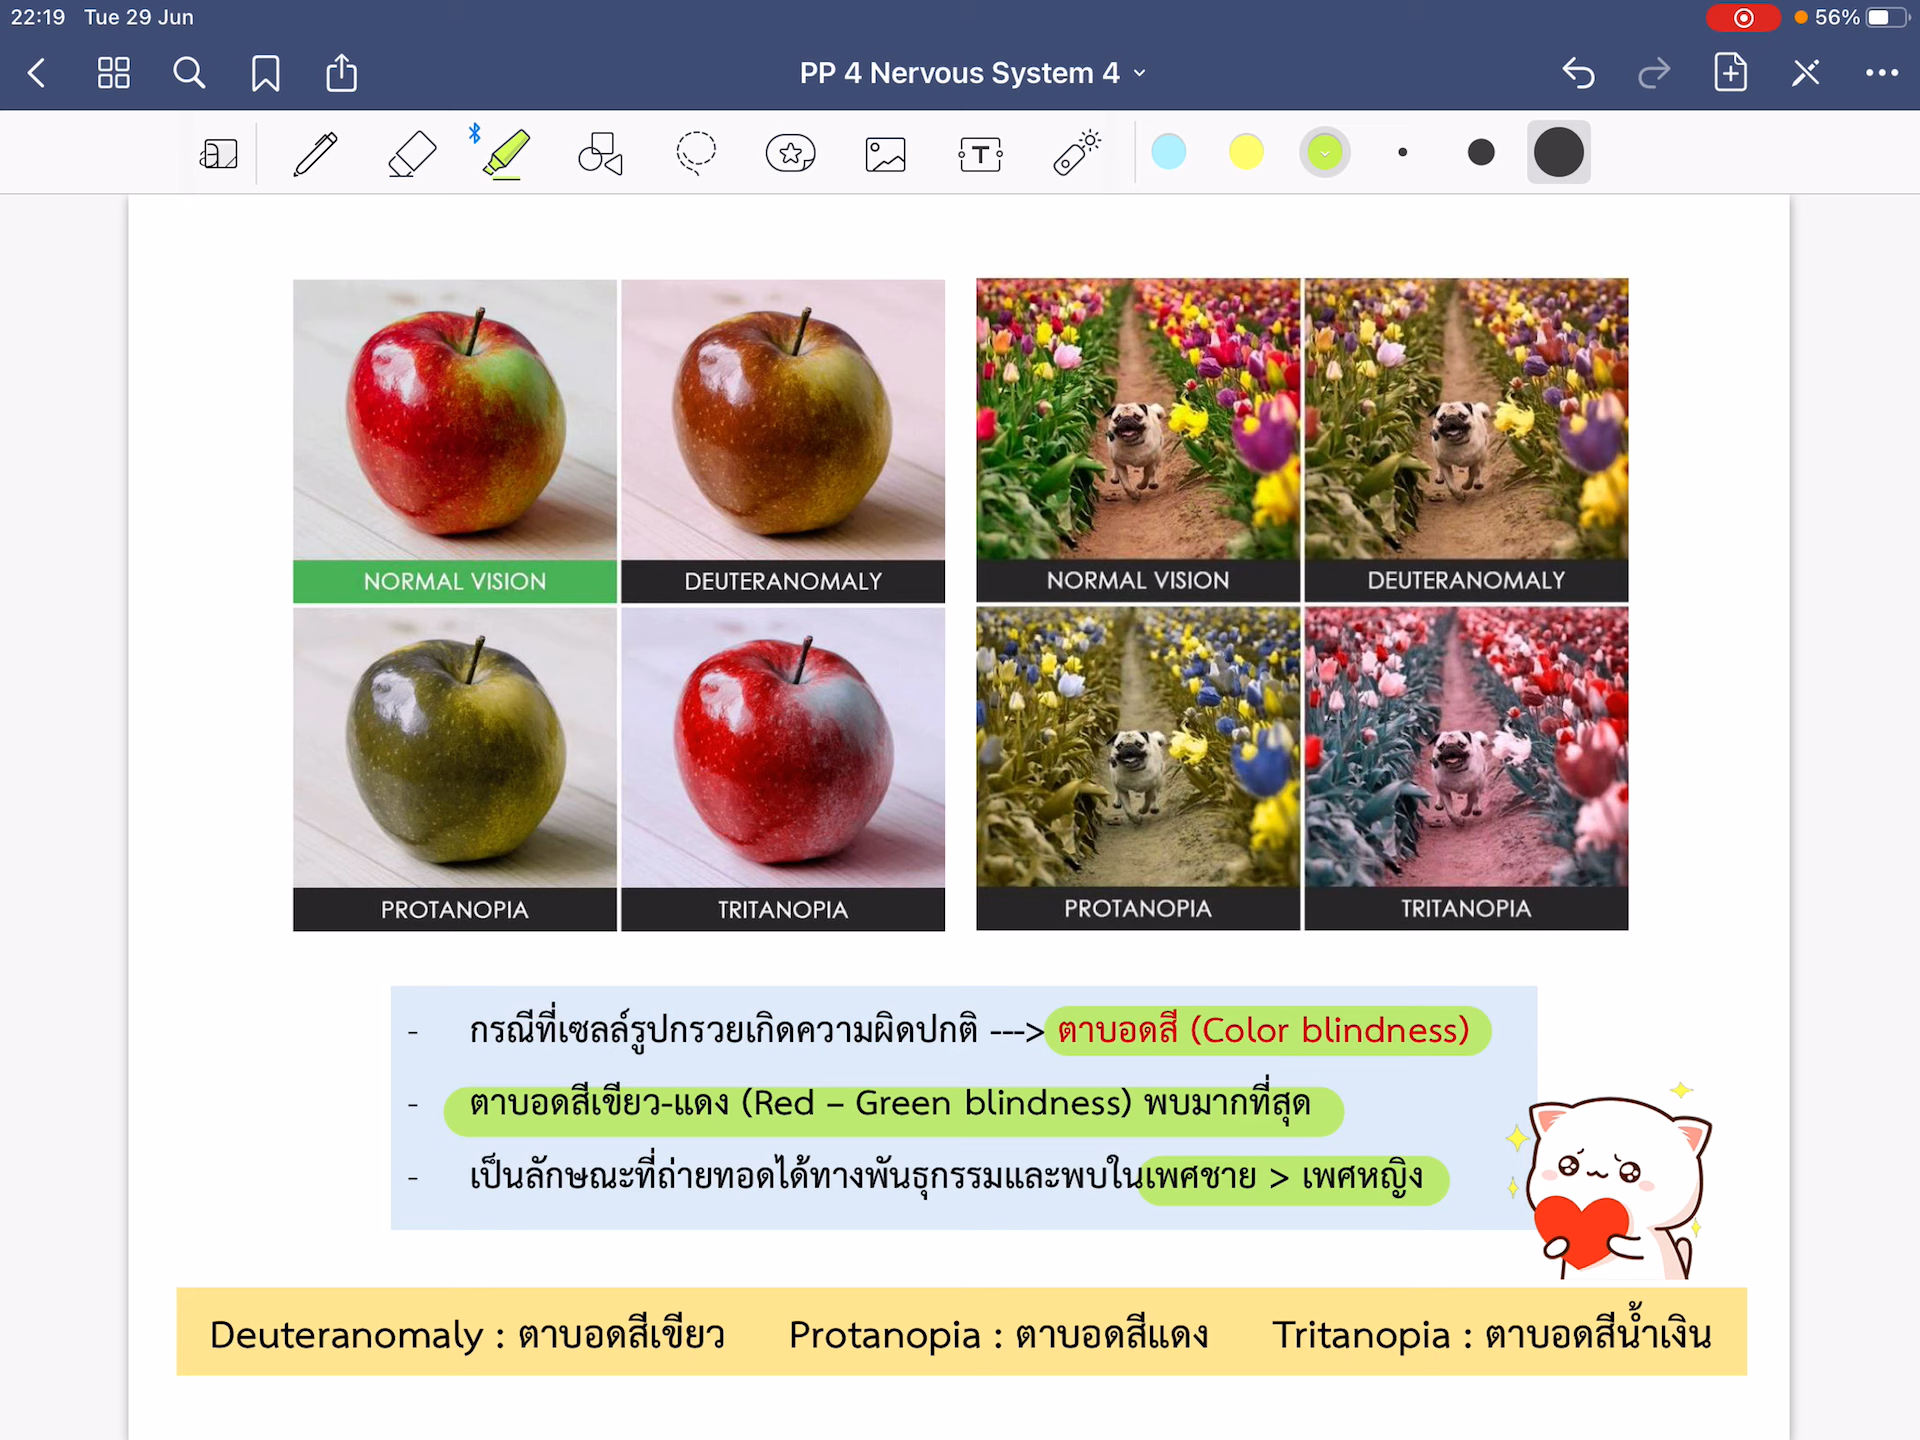 22:19 Tue 29 Jun
56%
PP 4 Nervous System 4
NORMAL VISION
DEUTERANOMALY
NORMAL VISION
DEUTERANOMALY
PROTANOPIA
TRITANOPIA
PROTANOPIA
TRITANOPIA
- กรณีที่เซลล์รูปกรวยเกิดความผิดปกติ ---> ตาบอดสี (Color blindness)
- ตาบอดสีเขียว-แดง (Red – Green blindness) พบมากที่สุด
- เป็นลักษณะที่ถ่ายทอดได้ทางพันธุกรรมและพบในเพศชาย > เพศหญิง
Deuteranomaly : ตาบอดสีเขียว Protanopia : ตาบอดสีแดง Tritanopia : ตาบอดสีน้ำเงิน